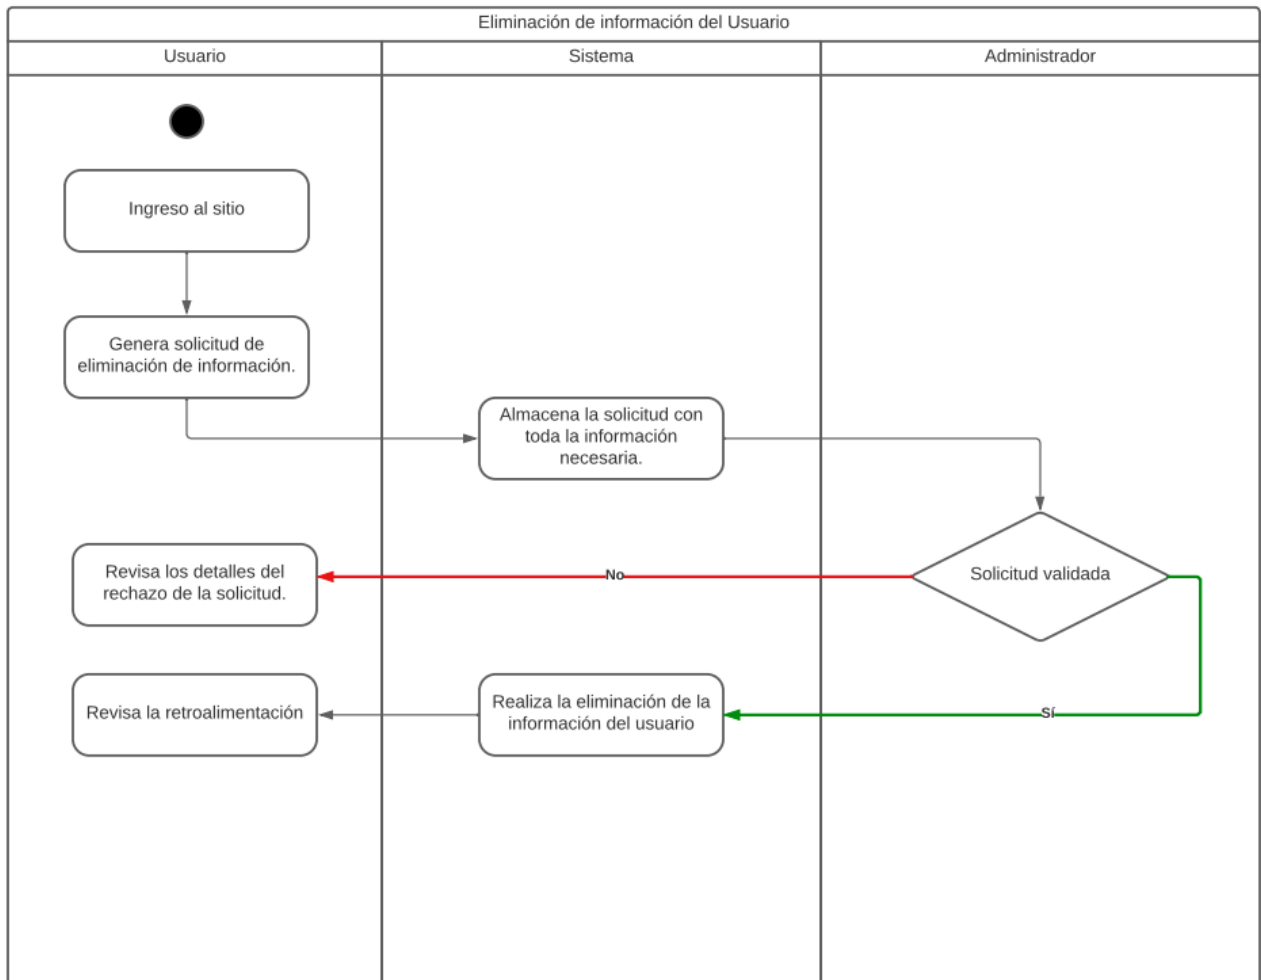 Eliminación de información del Usuario
Usuario
Sistema
Administrador
Ingreso al sitio
Genera solicitud de
eliminación de información.
Almacena la solicitud con
toda la información
necesaria.
Solicitud validada
No
Revisa los detalles del
rechazo de la solicitud.
Sí
Realiza la eliminación de la
información del usuario
Revisa la retroalimentación